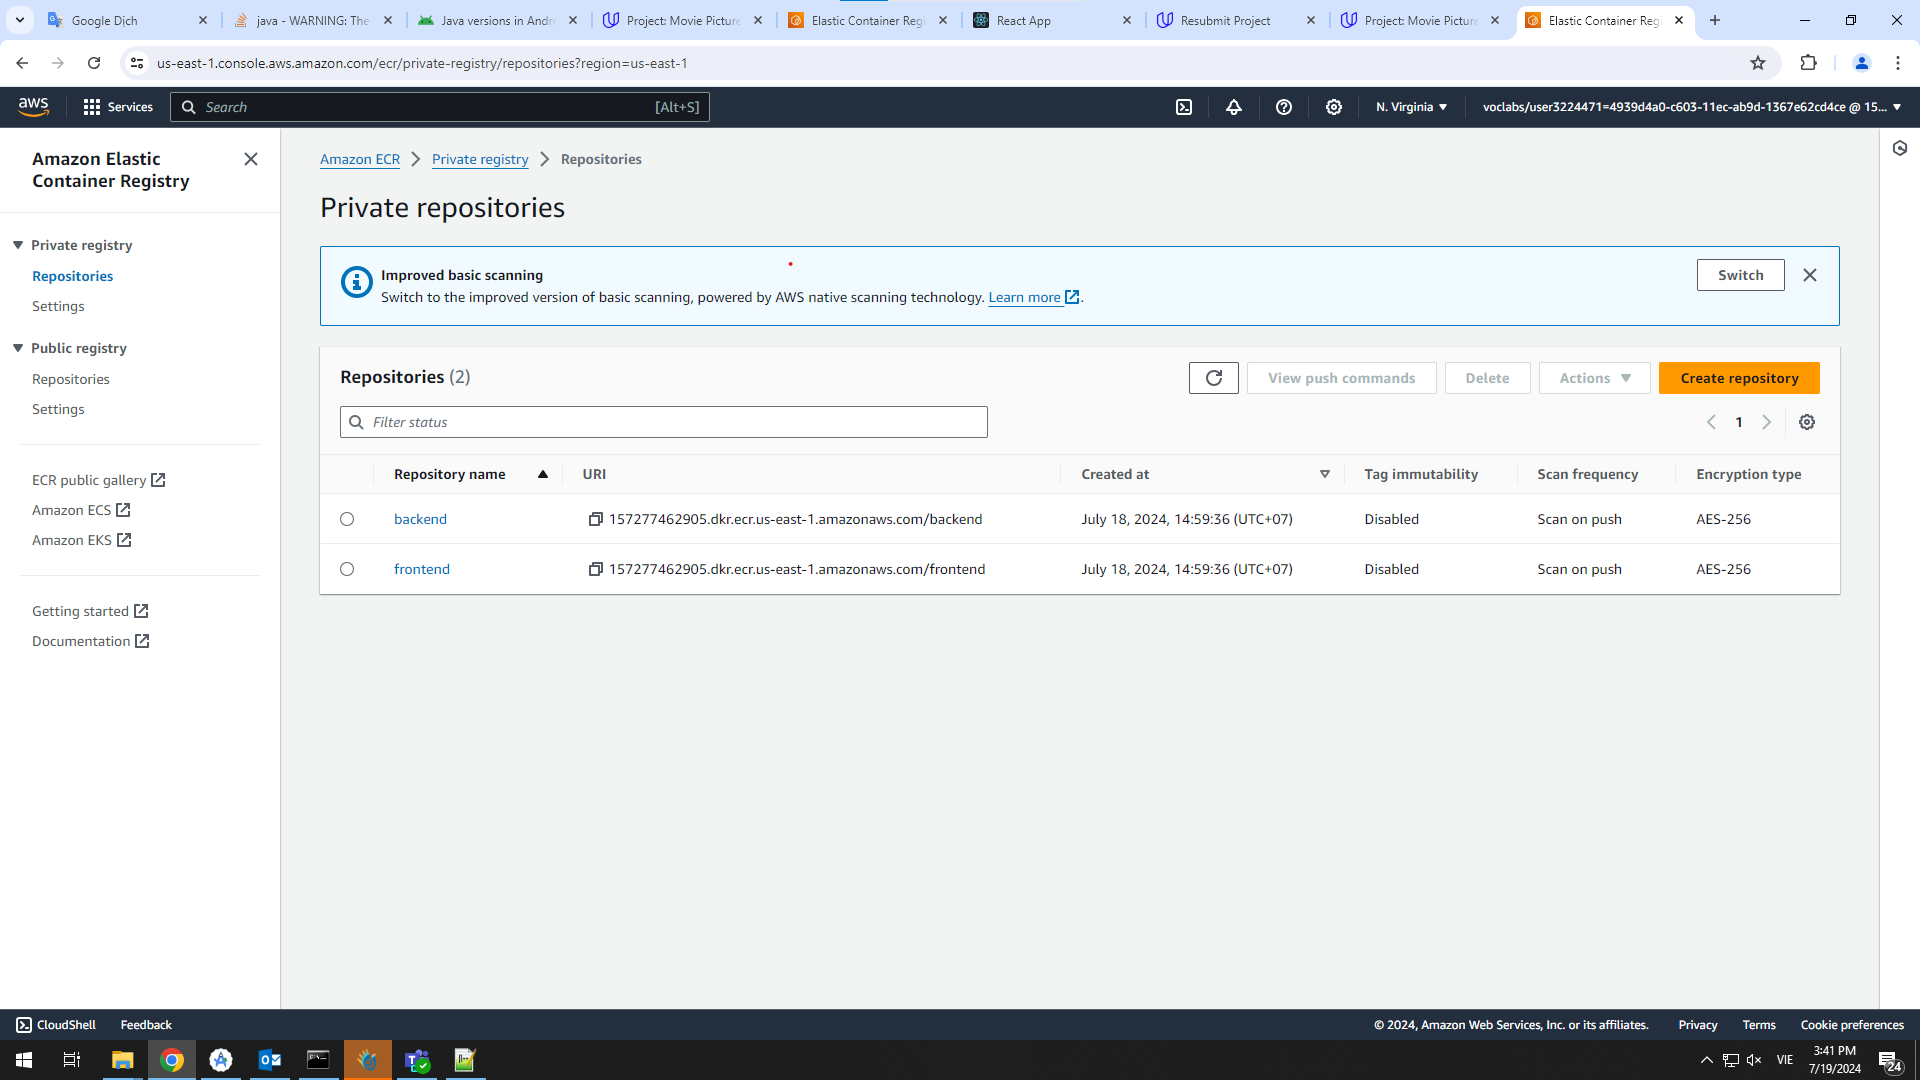 Google Dịch
java - WARNING: The
Java versions in Andr
Project: Movie Picture
Elastic Container Regi
React App
Resubmit Project
Project: Movie Picture
Elastic Container Regi
us-east-1.console.aws.amazon.com/ecr/private-registry/repositories?region=us-east-1
aws
Services
Search
[Alt+S]
N. Virginia
voclabs/user3224471=4939d4a0-c603-11ec-ab9d-1367e62cd4ce @ 15...
Amazon Elastic
Container Registry
Private registry
Repositories
Settings
Public registry
Repositories
Settings
ECR public gallery
Amazon ECS
Amazon EKS
Getting started
Documentation
Amazon ECR
Private registry
Repositories
Private repositories
Improved basic scanning
Switch to the improved version of basic scanning, powered by AWS native scanning technology. Learn more.
Switch
Repositories (2)
View push commands
Delete
Actions
Create repository
Filter status
1
Repository name
URI
Created at
Tag immutability
Scan frequency
Encryption type
backend
157277462905.dkr.ecr.us-east-1.amazonaws.com/backend
July 18, 2024, 14:59:36 (UTC+07)
Disabled
Scan on push
AES-256
frontend
157277462905.dkr.ecr.us-east-1.amazonaws.com/frontend
July 18, 2024, 14:59:36 (UTC+07)
Disabled
Scan on push
AES-256
CloudShell
Feedback
© 2024, Amazon Web Services, Inc. or its affiliates.
Privacy
Terms
Cookie preferences
VIE
3:41 PM
7/19/2024
24